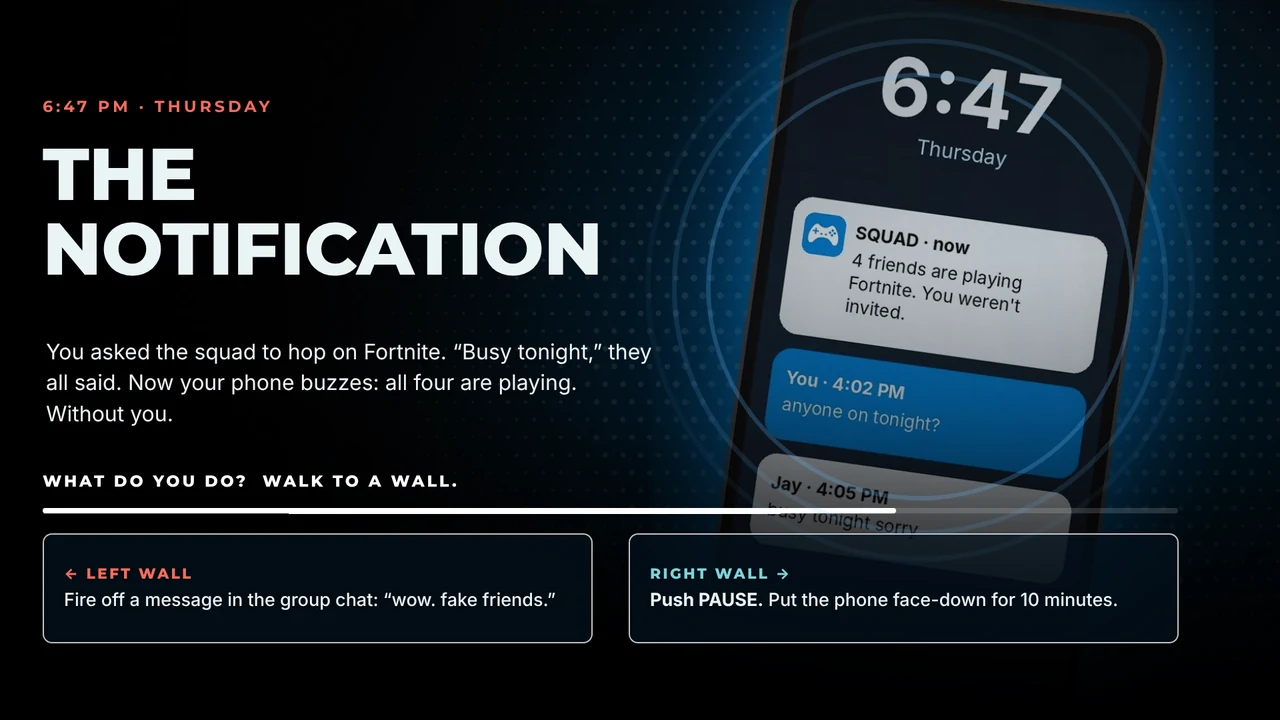 6:47 PM · THURSDAY
THE
NOTIFICATION
You asked the squad to hop on Fortnite. “Busy tonight,” they
all said. Now your phone buzzes: all four are playing.
Without you.
WHAT DO YOU DO? WALK TO A WALL.
← LEFT WALL
Fire off a message in the group chat: “wow. fake friends.”
RIGHT WALL →
Push PAUSE. Put the phone face-down for 10 minutes.
6:47
Thursday
SQUAD · now
4 friends are playing
Fortnite. You weren't
invited.
You · 4:02 PM
anyone on tonight?
Jay · 4:05 PM
busy tonight sorry